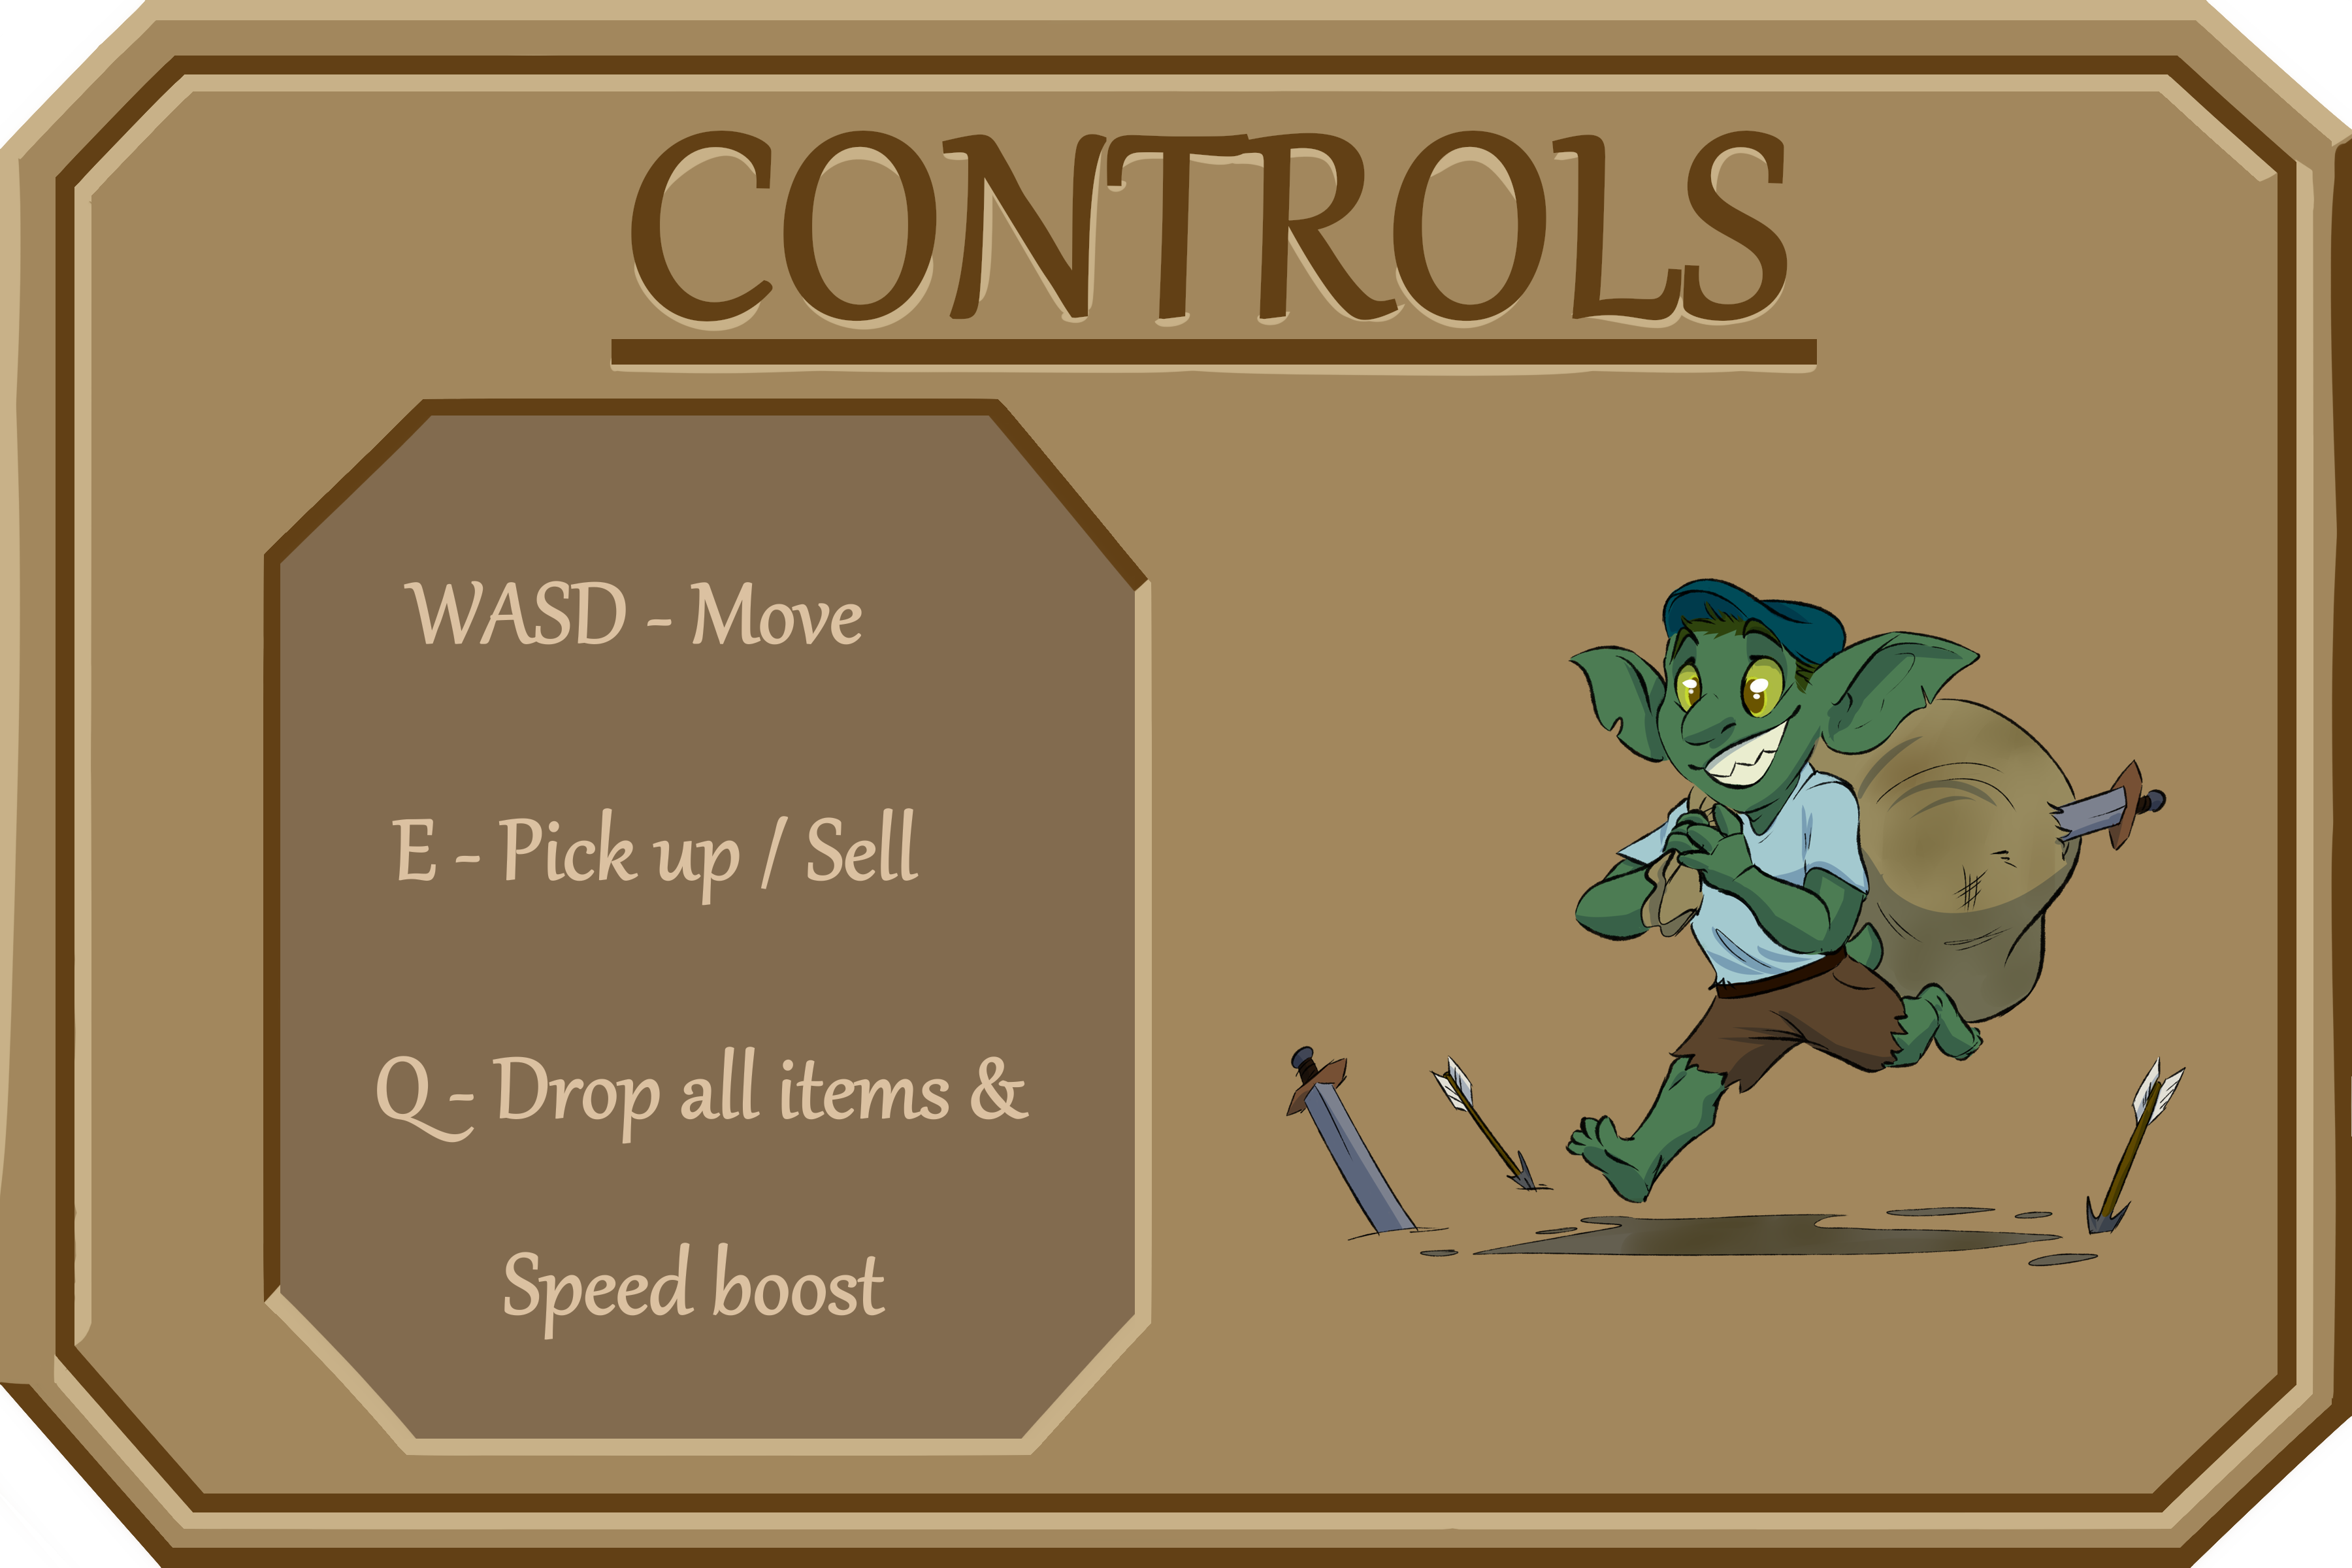 CONTROLS
WASD - Move
E - Pick up / Sell
Q - Drop all items &
Speed boost